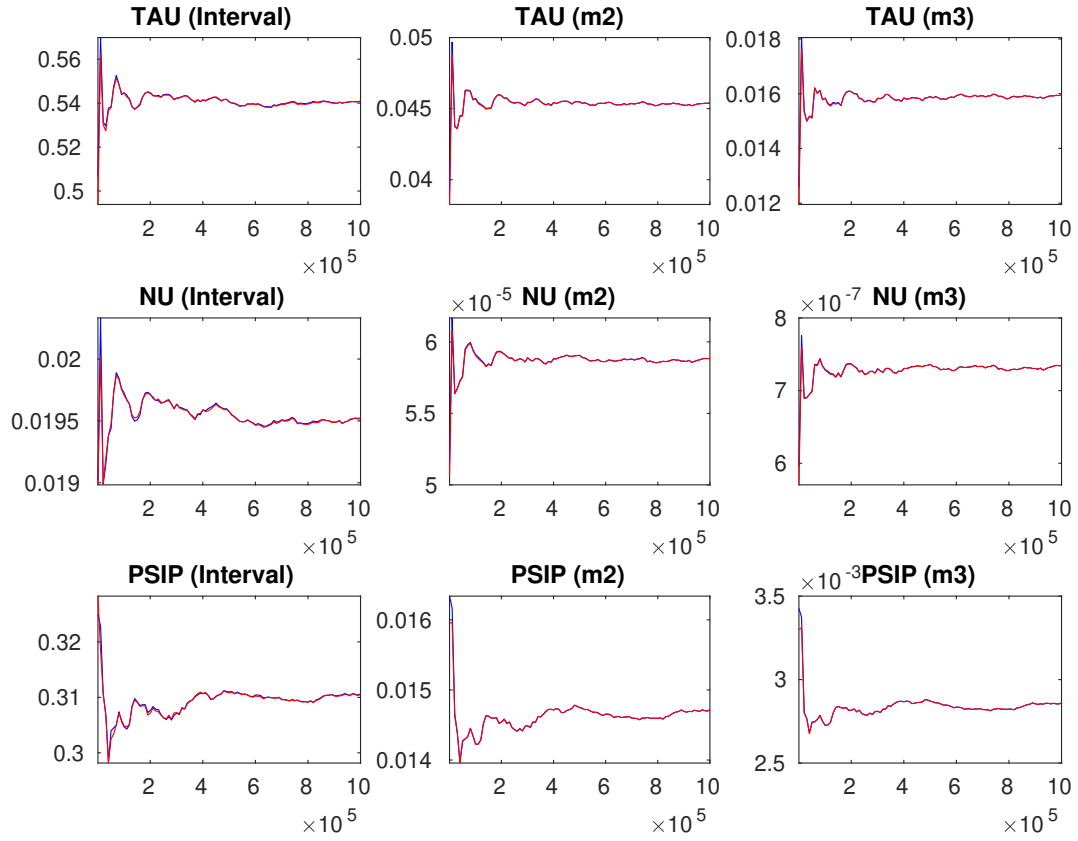 TAU (Interval)
0.56
0.54
0.52
0.5
2 4 6 8 10
×10 5
TAU (m2)
0.05
0.045
0.04
2 4 6 8 10
×10 5
TAU (m3)
0.018
0.016
0.014
0.012
2 4 6 8 10
×10 5
NU (Interval)
0.02
0.0195
0.019
2 4 6 8 10
×10 5
×10 -5
NU (m2)
6
5.5
5
2 4 6 8 10
×10 5
×10 -7
NU (m3)
8
7
6
2 4 6 8 10
×10 5
PSIP (Interval)
0.32
0.31
0.3
2 4 6 8 10
×10 5
PSIP (m2)
0.016
0.015
0.014
2 4 6 8 10
×10 5
×10 -3
PSIP (m3)
3.5
3
2.5
2 4 6 8 10
×10 5